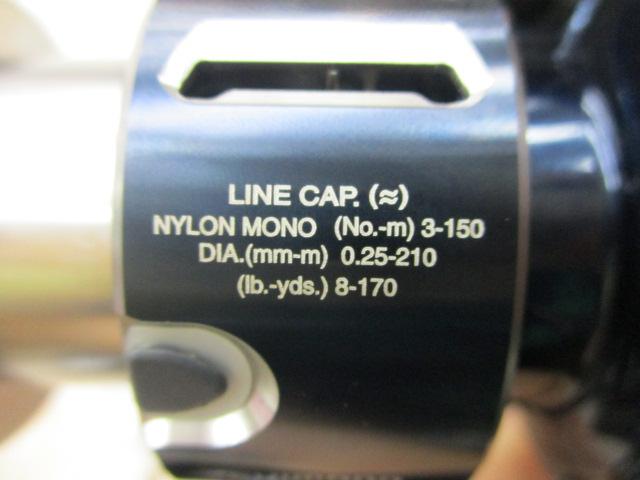 LINE CAP. (≈)
NYLON MONO (No.-m) 3-150
DIA.(mm-m) 0.25-210
(lb.-yds.) 8-170